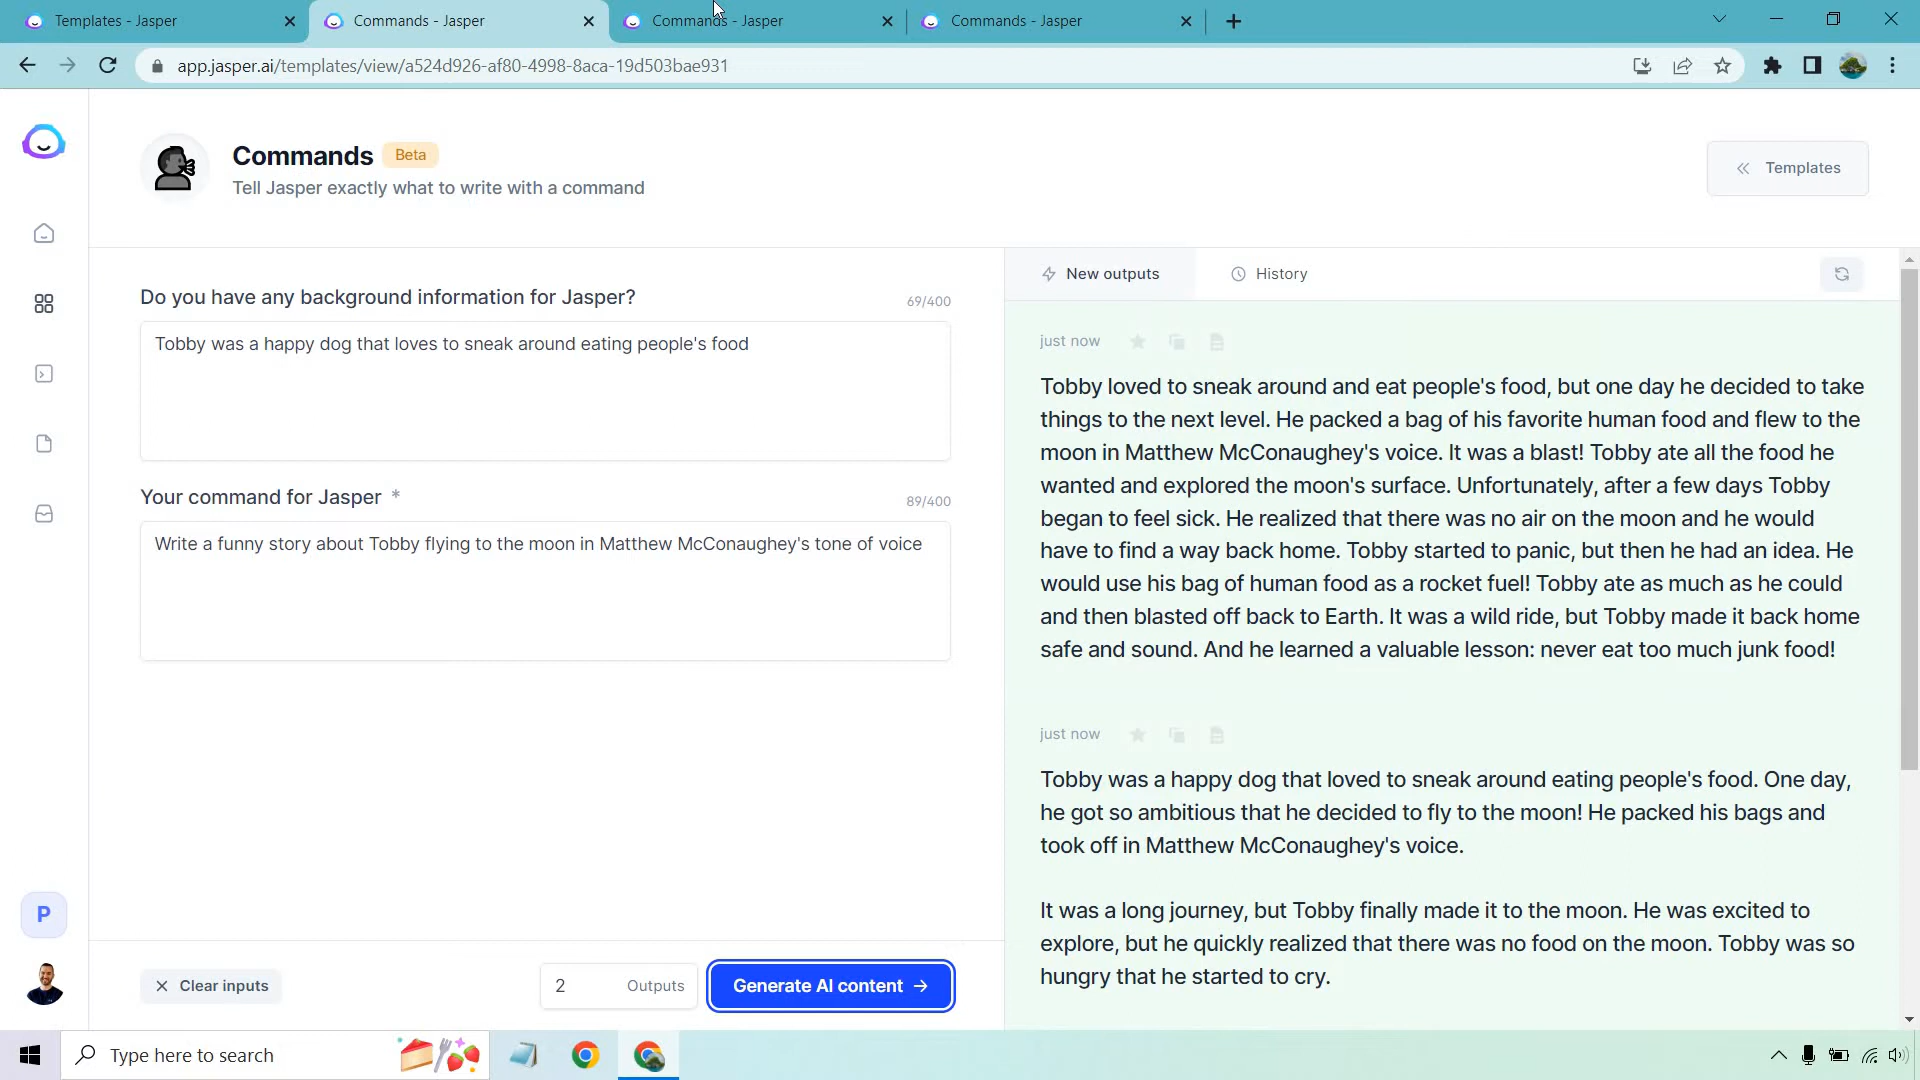 Templates - Jasper
Commands - Jasper
Commands - Jasper
Commands - Jasper
app.jasper.ai/templates/view/a524d926-af80-4998-8aca-19d503bae931
Commands Beta
Tell Jasper exactly what to write with a command
Templates
Do you have any background information for Jasper?
69/400
Tobby was a happy dog that loves to sneak around eating people's food
Your command for Jasper *
89/400
Write a funny story about Tobby flying to the moon in Matthew McConaughey's tone of voice
Clear inputs
2 Outputs
Generate AI content →
New outputs
History
just now
Tobby loved to sneak around and eat people's food, but one day he decided to take
things to the next level. He packed a bag of his favorite human food and flew to the
moon in Matthew McConaughey's voice. It was a blast! Tobby ate all the food he
wanted and explored the moon's surface. Unfortunately, after a few days Tobby
began to feel sick. He realized that there was no air on the moon and he would
have to find a way back home. Tobby started to panic, but then he had an idea. He
would use his bag of human food as a rocket fuel! Tobby ate as much as he could
and then blasted off back to Earth. It was a wild ride, but Tobby made it back home
safe and sound. And he learned a valuable lesson: never eat too much junk food!
just now
Tobby was a happy dog that loved to sneak around eating people's food. One day,
he got so ambitious that he decided to fly to the moon! He packed his bags and
took off in Matthew McConaughey's voice.
It was a long journey, but Tobby finally made it to the moon. He was excited to
explore, but he quickly realized that there was no food on the moon. Tobby was so
hungry that he started to cry.
P
Type here to search